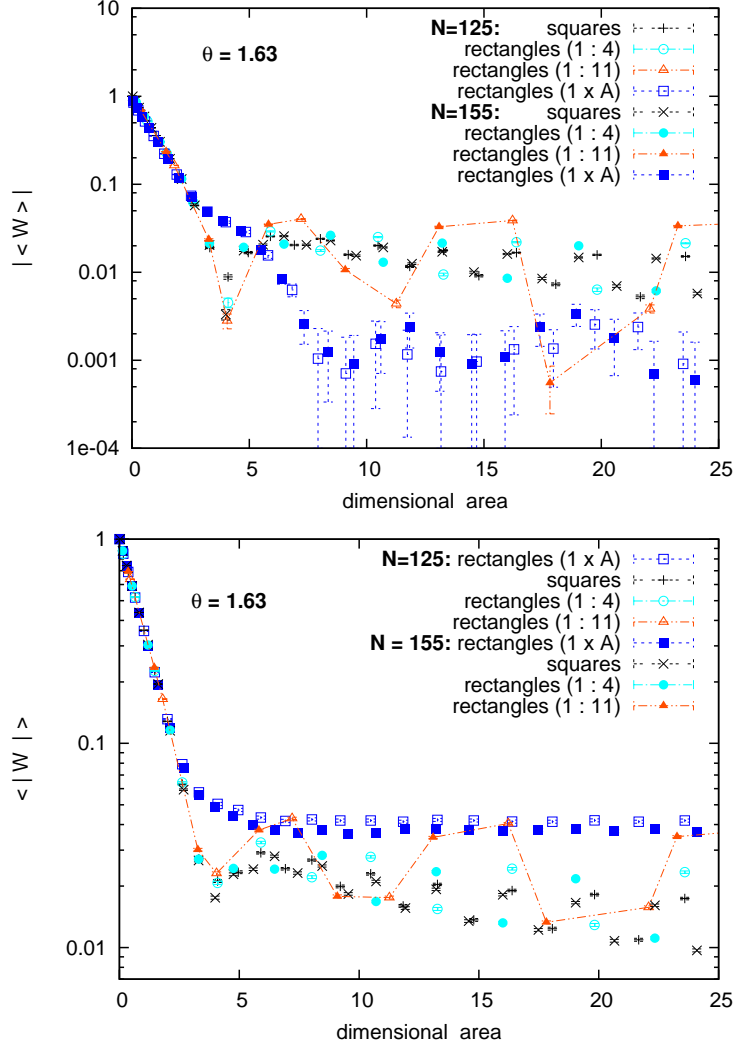 10
1
0.1
0.01
0.001
1e-04
| < W > |
θ = 1.63
N=125: squares
rectangles (1 : 4)
rectangles (1 : 11)
rectangles (1 x A)
N=155: squares
rectangles (1 : 4)
rectangles (1 : 11)
rectangles (1 x A)
0 5 10 15 20 25
dimensional area
1
0.1
0.01
< | W | >
θ = 1.63
N=125: rectangles (1 x A)
squares
rectangles (1 : 4)
rectangles (1 : 11)
N = 155: rectangles (1 x A)
squares
rectangles (1 : 4)
rectangles (1 : 11)
0 5 10 15 20 25
dimensional area